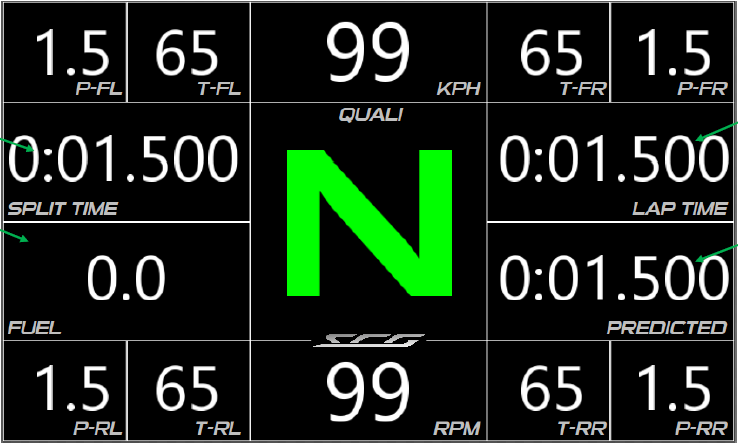 1.5 65 99 65 1.5
P-FL T-FL KPH T-FR P-FR
QUALI
0:01.500 N 0:01.500
SPLIT TIME LAP TIME
0.0 0:01.500
FUEL PREDICTED
SCG
1.5 65 99 65 1.5
P-RL T-RL RPM T-RR P-RR